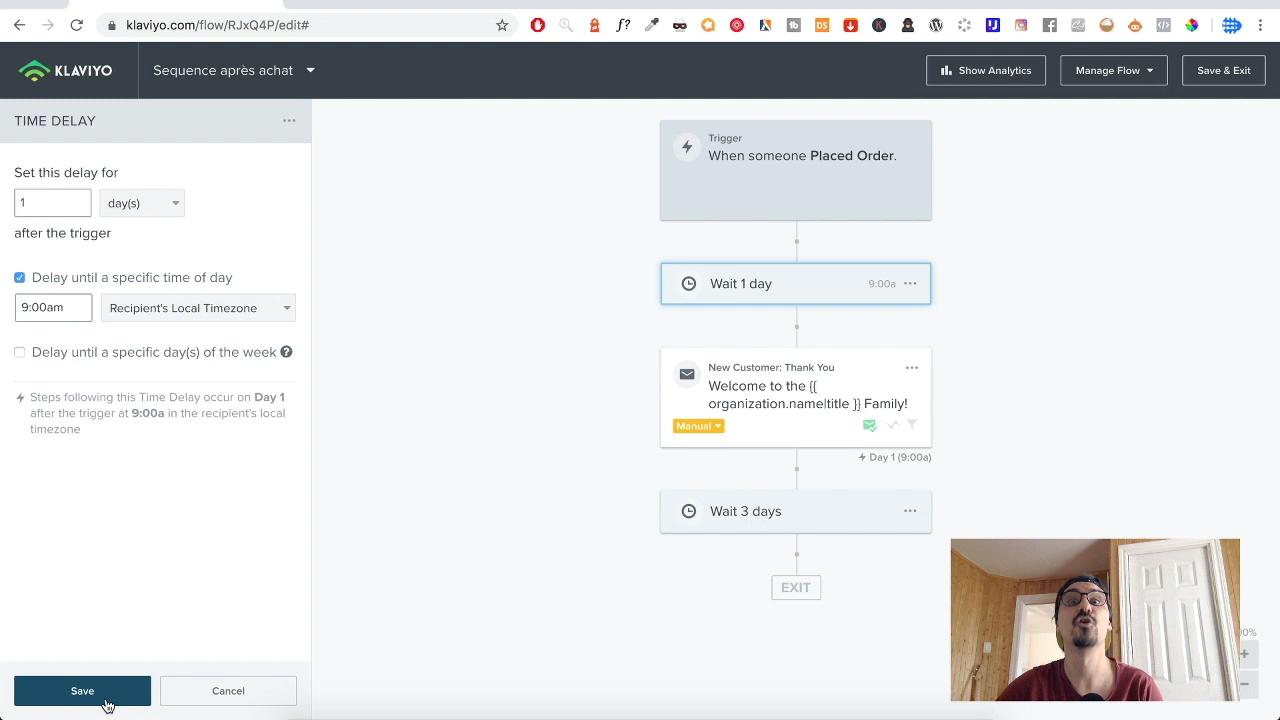 klaviyo.com/flow/RJxQ4P/edit#
KLAVIYO
Sequence après achat
Show Analytics
Manage Flow
Save & Exit
TIME DELAY
Set this delay for
1
day(s)
after the trigger
Delay until a specific time of day
9:00am
Recipient's Local Timezone
Delay until a specific day(s) of the week
Steps following this Time Delay occur on Day 1
after the trigger at 9:00a in the recipient's local
timezone
Save
Cancel
Trigger
When someone Placed Order.
Wait 1 day
9:00a
New Customer: Thank You
Welcome to the {{
organization.name|title }} Family!
Manual
Day 1 (9:00a)
Wait 3 days
EXIT